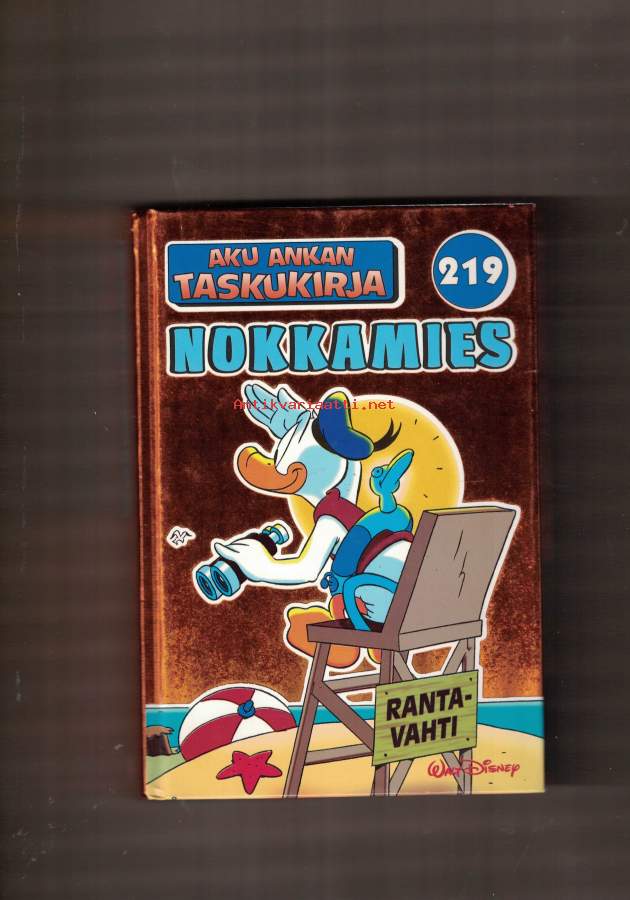 AKU ANKAN
TASKUKIRJA
219
NOKKAMIES
Antikvariaatti.net
RANTA-
VAHTI
WALT DISNEY